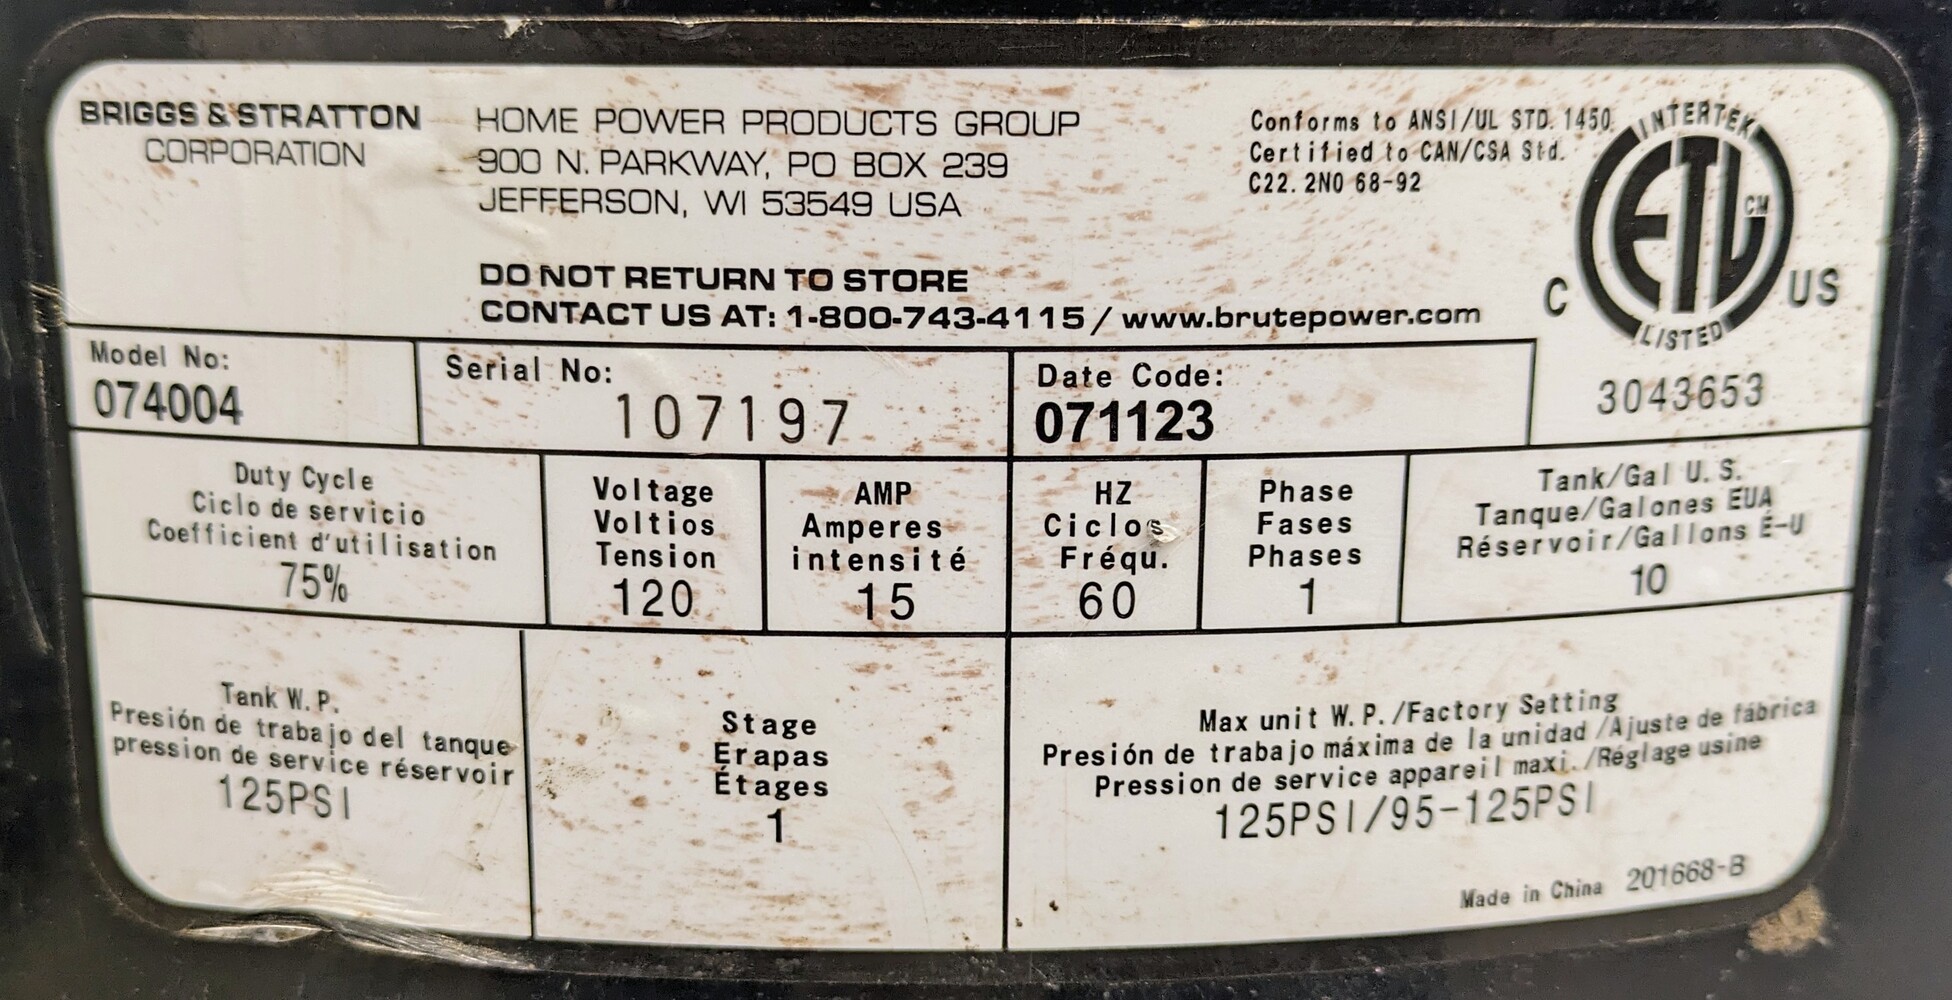 BRIGGS & STRATTON
CORPORATION
HOME POWER PRODUCTS GROUP
900 N. PARKWAY, PO BOX 239
JEFFERSON, WI 53549 USA
DO NOT RETURN TO STORE
CONTACT US AT: 1-800-743-4115 / www.brutepower.com
Conforms to ANSI/UL STD. 1450.
Certified to CAN/CSA Std.
C22. 2NO 68-92
INTERTEK
ETL CM
C US
LISTED
3043653
Model No:
074004
Serial No:
107197
Date Code:
071123
Duty Cycle
Ciclo de servicio
Coefficient d'utilisation
75%
Voltage
Voltios
Tension
120
AMP
Amperes
intensité
15
HZ
Ciclos
Fréqu.
60
Phase
Fases
Phases
1
Tank/Gal U. S.
Tanque/Galones EUA
Réservoir/Gallons É-U
10
Tank W. P.
Presión de trabajo del tanque
pression de service réservoir
125PSI
Stage
Erapas
Étages
1
Max unit W. P. /Factory Setting
Presión de trabajo máxima de la unidad /Ajuste de fábrica
Pression de service appareil maxi. /Réglage usine
125PSI/95-125PSI
Made in China 201668-B